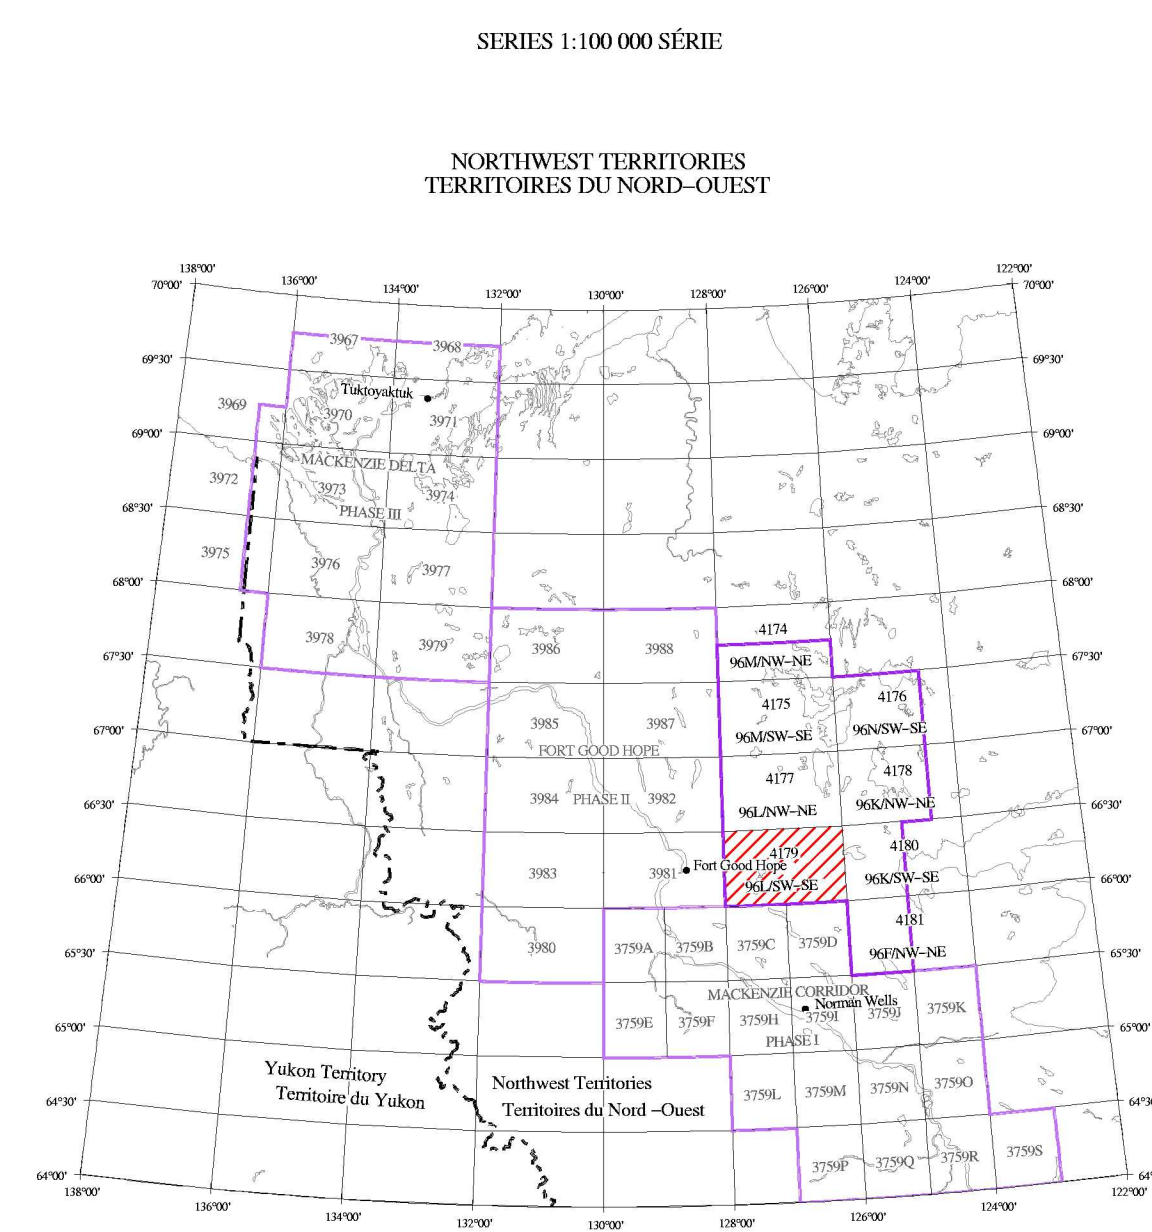 SERIES 1:100 000 SÉRIE
NORTHWEST TERRITORIES
TERRITOIRES DU NORD–OUEST
138°00'
136°00'
134°00'
132°00'
130°00'
128°00'
126°00'
124°00'
122°00'
70°00'
70°00'
3967
3968
69°30'
69°30'
Tuktoyaktuk
3969
3970
3971
69°00'
69°00'
MACKENZIE DELTA
3972
3973
3974
68°30'
PHASE III
68°30'
3975
3976
3977
68°00'
68°00'
4174
3978
3979
3986
3988
67°30'
96M/NW–NE
67°30'
4175
4176
3985
3987
67°00'
96M/SW–SE
96N/SW–SE
67°00'
FORT GOOD HOPE
4177
4178
3984
PHASE II
3982
66°30'
96L/NW–NE
96K/NW–NE
66°30'
4179
4180
3983
3981
Fort Good Hope
66°00'
96L/SW–SE
96K/SW–SE
66°00'
4181
3980
3759A
3759B
3759C
3759D
65°30'
96F/NW–NE
65°30'
MACKENZIE CORRIDOR
Norman Wells
3759E
3759F
3759H
3759I
3759J
3759K
65°00'
65°00'
PHASE I
Yukon Territory
Territoire du Yukon
Northwest Territories
Territoires du Nord –Ouest
3759L
3759M
3759N
3759O
64°30'
64°30
3759P
3759Q
3759R
3759S
64°00'
64°
138°00'
136°00'
134°00'
132°00'
130°00'
128°00'
126°00'
124°00'
122°00'